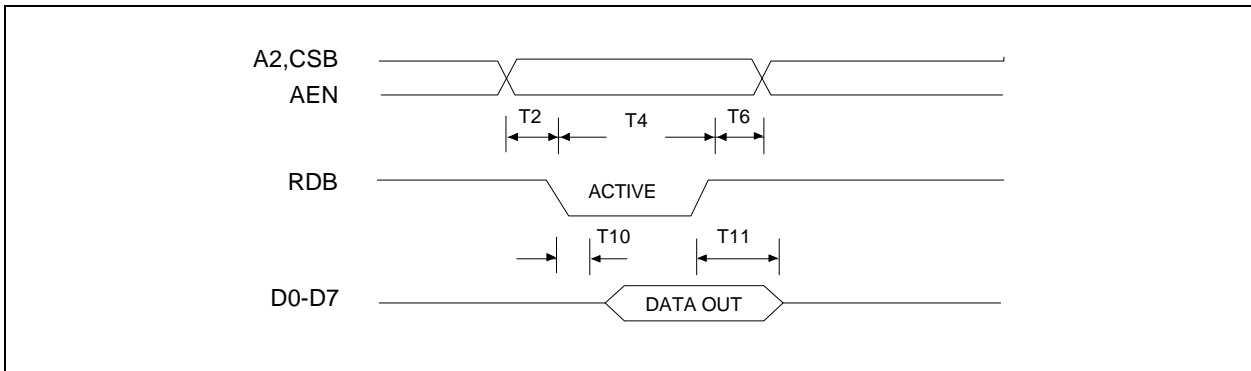 A2,CSB
AEN
T2
T4
T6
RDB
ACTIVE
T10
T11
D0-D7
DATA OUT